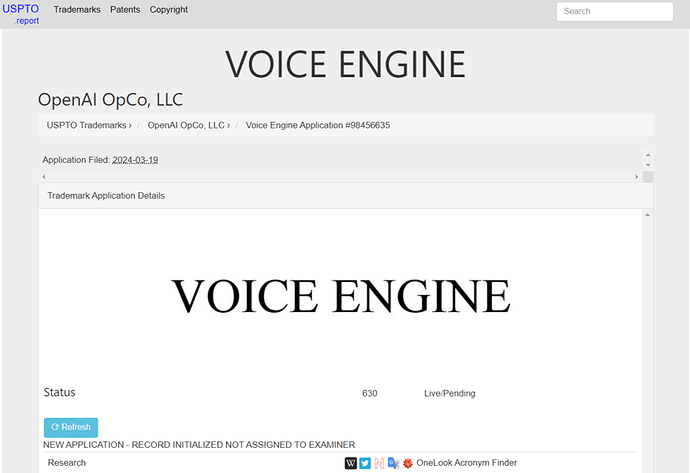 USPTO Trademarks Patents Copyright Search
.report
VOICE ENGINE
OpenAI OpCo, LLC
USPTO Trademarks › / OpenAI OpCo, LLC › / Voice Engine Application #98456635
Application Filed: 2024-03-19
Trademark Application Details
VOICE ENGINE
Status 630 Live/Pending
Refresh
NEW APPLICATION - RECORD INITIALIZED NOT ASSIGNED TO EXAMINER
Research W N OneLook Acronym Finder